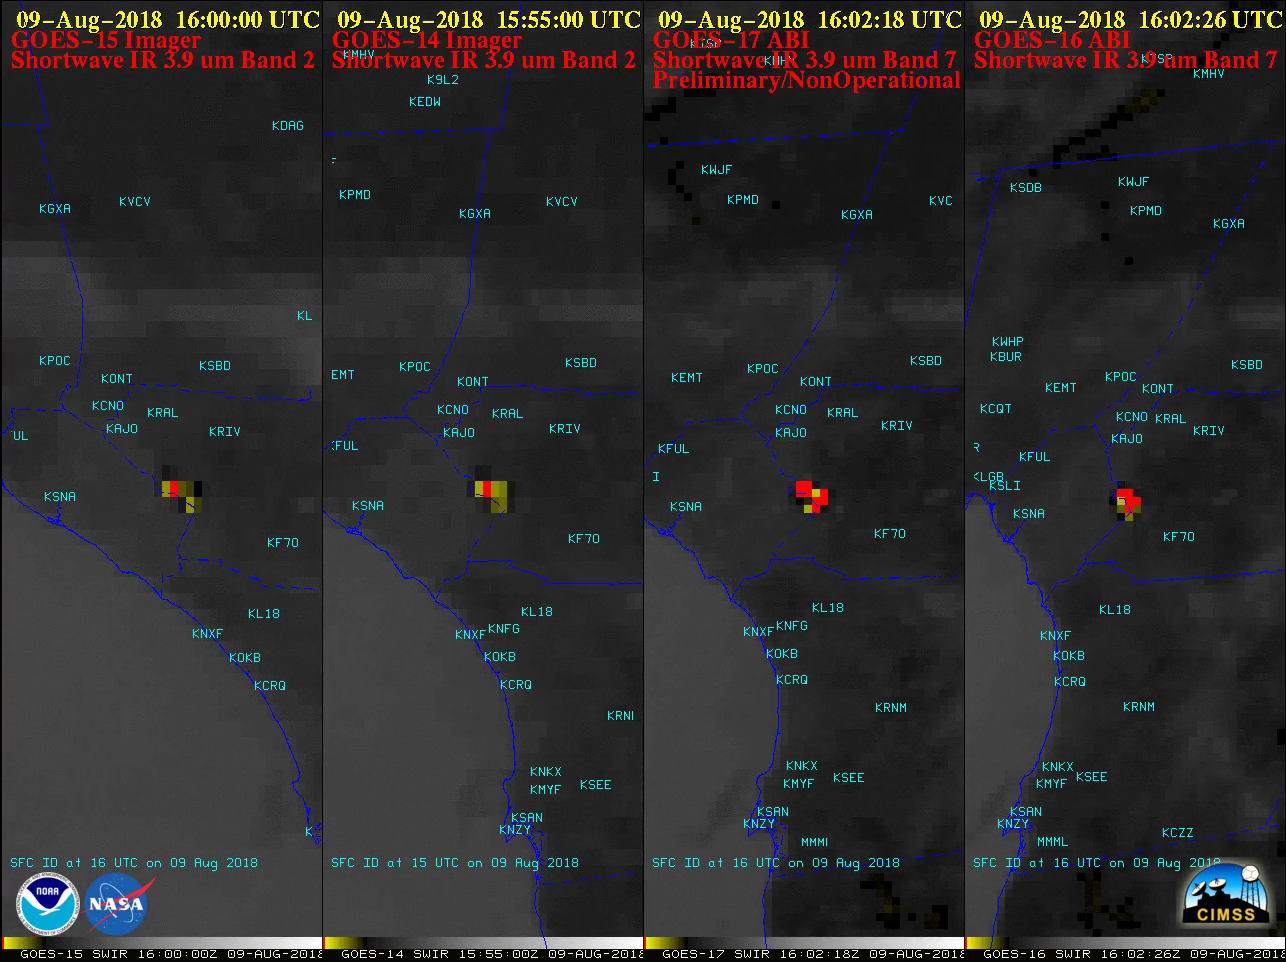 09-Aug-2018 16:00:00 UTC
GOES-15 Imager
Shortwave IR 3.9 um Band 2
KDAG
KVCV
KGXA
KL
KPOC
KSBD
KONT
KCNO
KRAL
KAJO
KRIV
KSNA
KF70
KL18
KNXF
KOKB
KCRQ
SFC ID at 16 UTC on 09 Aug 2018
NOAA
NASA
GOES-15 SWIR 16:00:00Z 09-AUG-2018
09-Aug-2018 15:55:00 UTC
GOES-14 Imager
Shortwave IR 3.9 um Band 2
KMHV
K9L2
KEDW
KPMD
KVCV
KGXA
KSBD
KPOC
EMT
KONT
KCNO
KRAL
KRIV
KAJO
KSNA
KF70
KL18
KNFG
KNXF
KOKB
KCRQ
KNKX
KSEE
KMYF
KSAN
KNZY
SFC ID at 15 UTC on 09 Aug 2018
GOES-14 SWIR 15:55:00Z 09-AUG-2018
09-Aug-2018 16:02:18 UTC
GOES-17 ABI
Shortwave IR 3.9 um Band 7
Preliminary/NonOperational
KWJF
KPMD
KVC
KGXA
KSBD
KPOC
KEMT
KONT
KCNO
KRAL
KRIV
KAJO
KFUL
KSNA
KF70
KL18
KNFG
KNXF
KOKB
KCRQ
KRNM
KNKX
KSEE
KMYF
KSAN
KNZY
SFC ID at 16 UTC on 09 Aug 2018
GOES-17 SWIR 16:02:18Z 09-AUG-2018
09-Aug-2018 16:02:26 UTC
GOES-16 ABI
Shortwave IR 3.9 um Band 7
KMHV
KWJF
KSDB
KPMD
KGXA
KWHP
KBUR
KSBD
KPOC
KEMT
KONT
KCQT
KCNO
KRAL
KRIV
KAJO
KFUL
KLGB
KSLI
KSNA
KF70
KL18
KNXF
KOKB
KCRQ
KRNM
KNKX
KSEE
KMYF
KSAN
KNZY
KCZZ
MMML
SFC ID at 16 UTC on 09 Aug 2018
CIMSS
GOES-16 SWIR 16:02:26Z 09-AUG-201